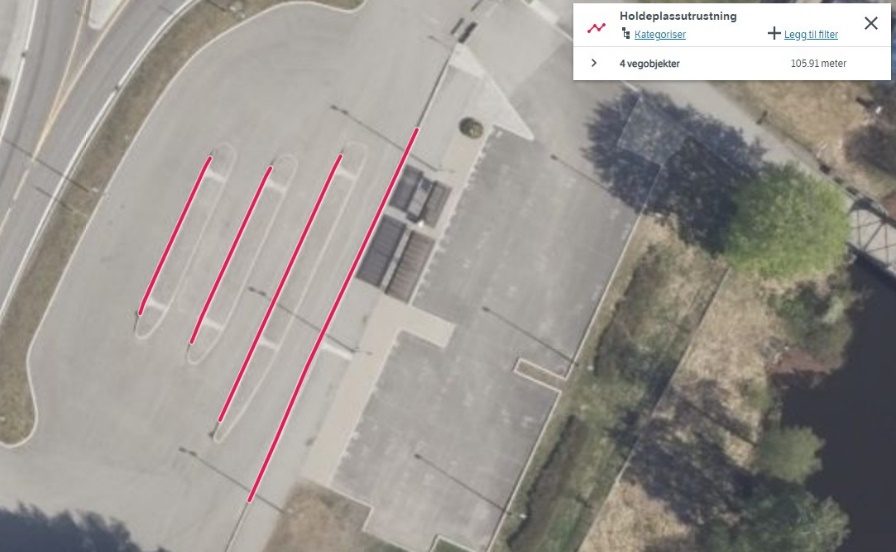 Holdeplassutrustning
Kategoriser
Legg til filter
4 vegobjekter
105.91 meter